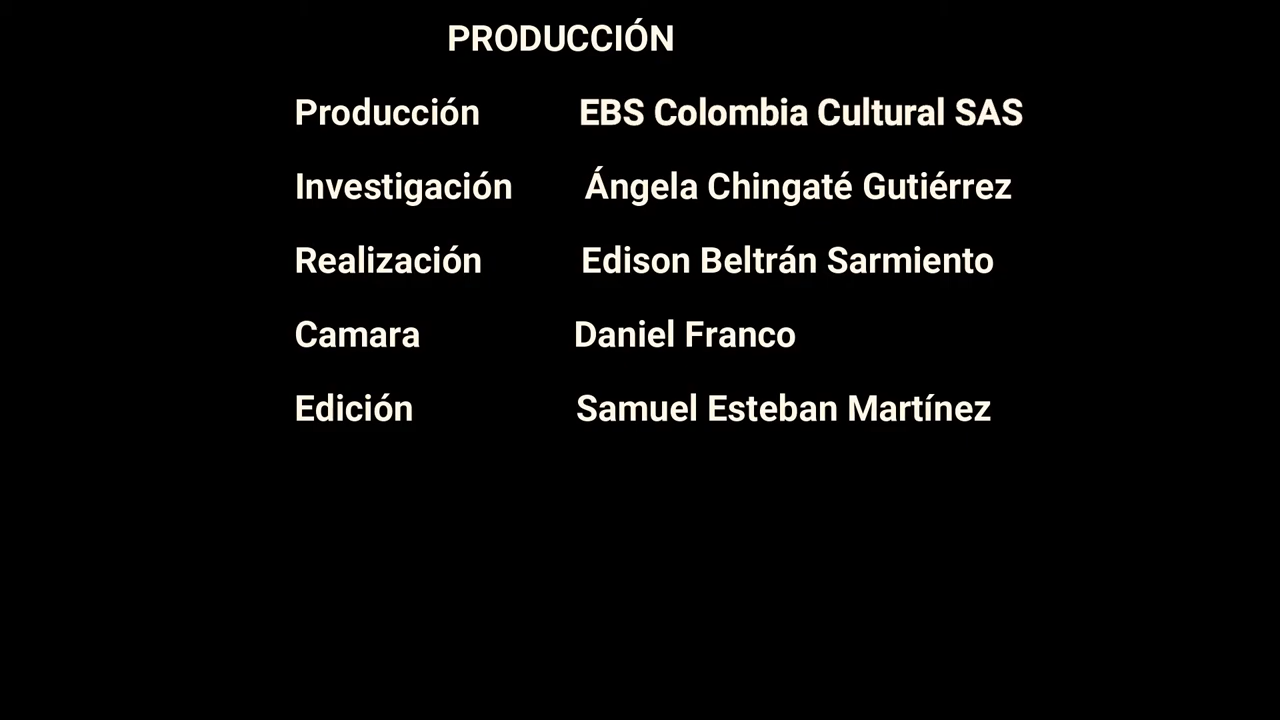 PRODUCCIÓN
Producción EBS Colombia Cultural SAS
Investigación Ángela Chingaté Gutiérrez
Realización Edison Beltrán Sarmiento
Camara Daniel Franco
Edición Samuel Esteban Martínez